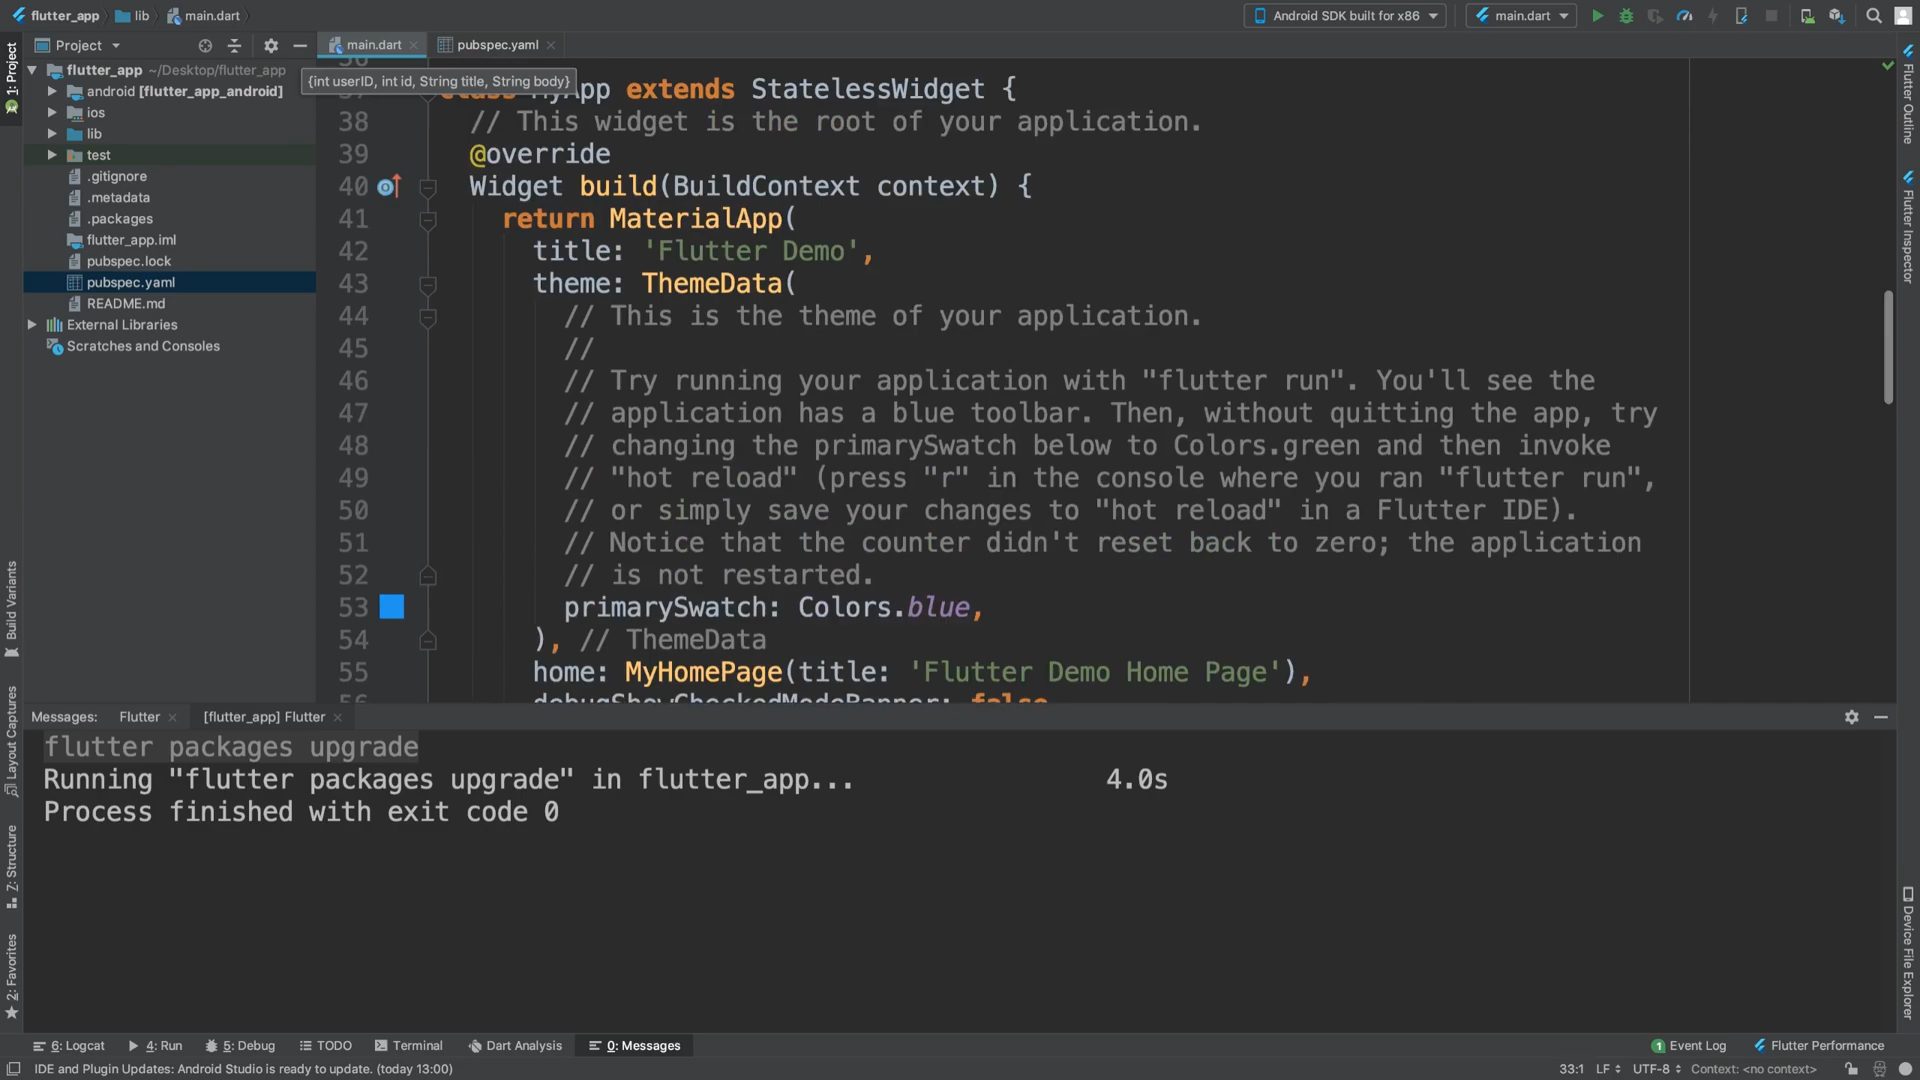 flutter_app lib main.dart Android SDK built for x86 main.dart
1: Project
Project main.dart pubspec.yaml
flutter_app ~/Desktop/flutter_app
{int userID, int id, String title, String body}
android [flutter_app_android]
ios
lib
test
.gitignore
.metadata
.packages
flutter_app.iml
pubspec.lock
pubspec.yaml
README.md
External Libraries
Scratches and Consoles
MyApp extends StatelessWidget {
38 // This widget is the root of your application.
39 @override
40 Widget build(BuildContext context) {
41 return MaterialApp(
42 title: 'Flutter Demo',
43 theme: ThemeData(
44 // This is the theme of your application.
45 //
46 // Try running your application with "flutter run". You'll see the
47 // application has a blue toolbar. Then, without quitting the app, try
48 // changing the primarySwatch below to Colors.green and then invoke
49 // "hot reload" (press "r" in the console where you ran "flutter run",
50 // or simply save your changes to "hot reload" in a Flutter IDE).
51 // Notice that the counter didn't reset back to zero; the application
52 // is not restarted.
53 primarySwatch: Colors.blue,
54 ), // ThemeData
55 home: MyHomePage(title: 'Flutter Demo Home Page'),
56 debugShowCheckedModeBanner: false
Flutter Outline
Flutter Inspector
Build Variants
Layout Captures
Z: Structure
2: Favorites
Device File Explorer
Messages: Flutter [flutter_app] Flutter
flutter packages upgrade
Running "flutter packages upgrade" in flutter_app... 4.0s
Process finished with exit code 0
6: Logcat 4: Run 5: Debug TODO Terminal Dart Analysis 0: Messages 1 Event Log Flutter Performance
IDE and Plugin Updates: Android Studio is ready to update. (today 13:00) 33:1 LF UTF-8 Context: <no context>